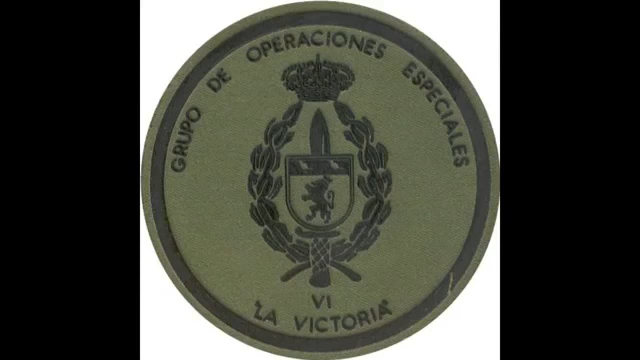 GRUPO DE OPERACIONES ESPECIALES
VI
"LA VICTORIA"